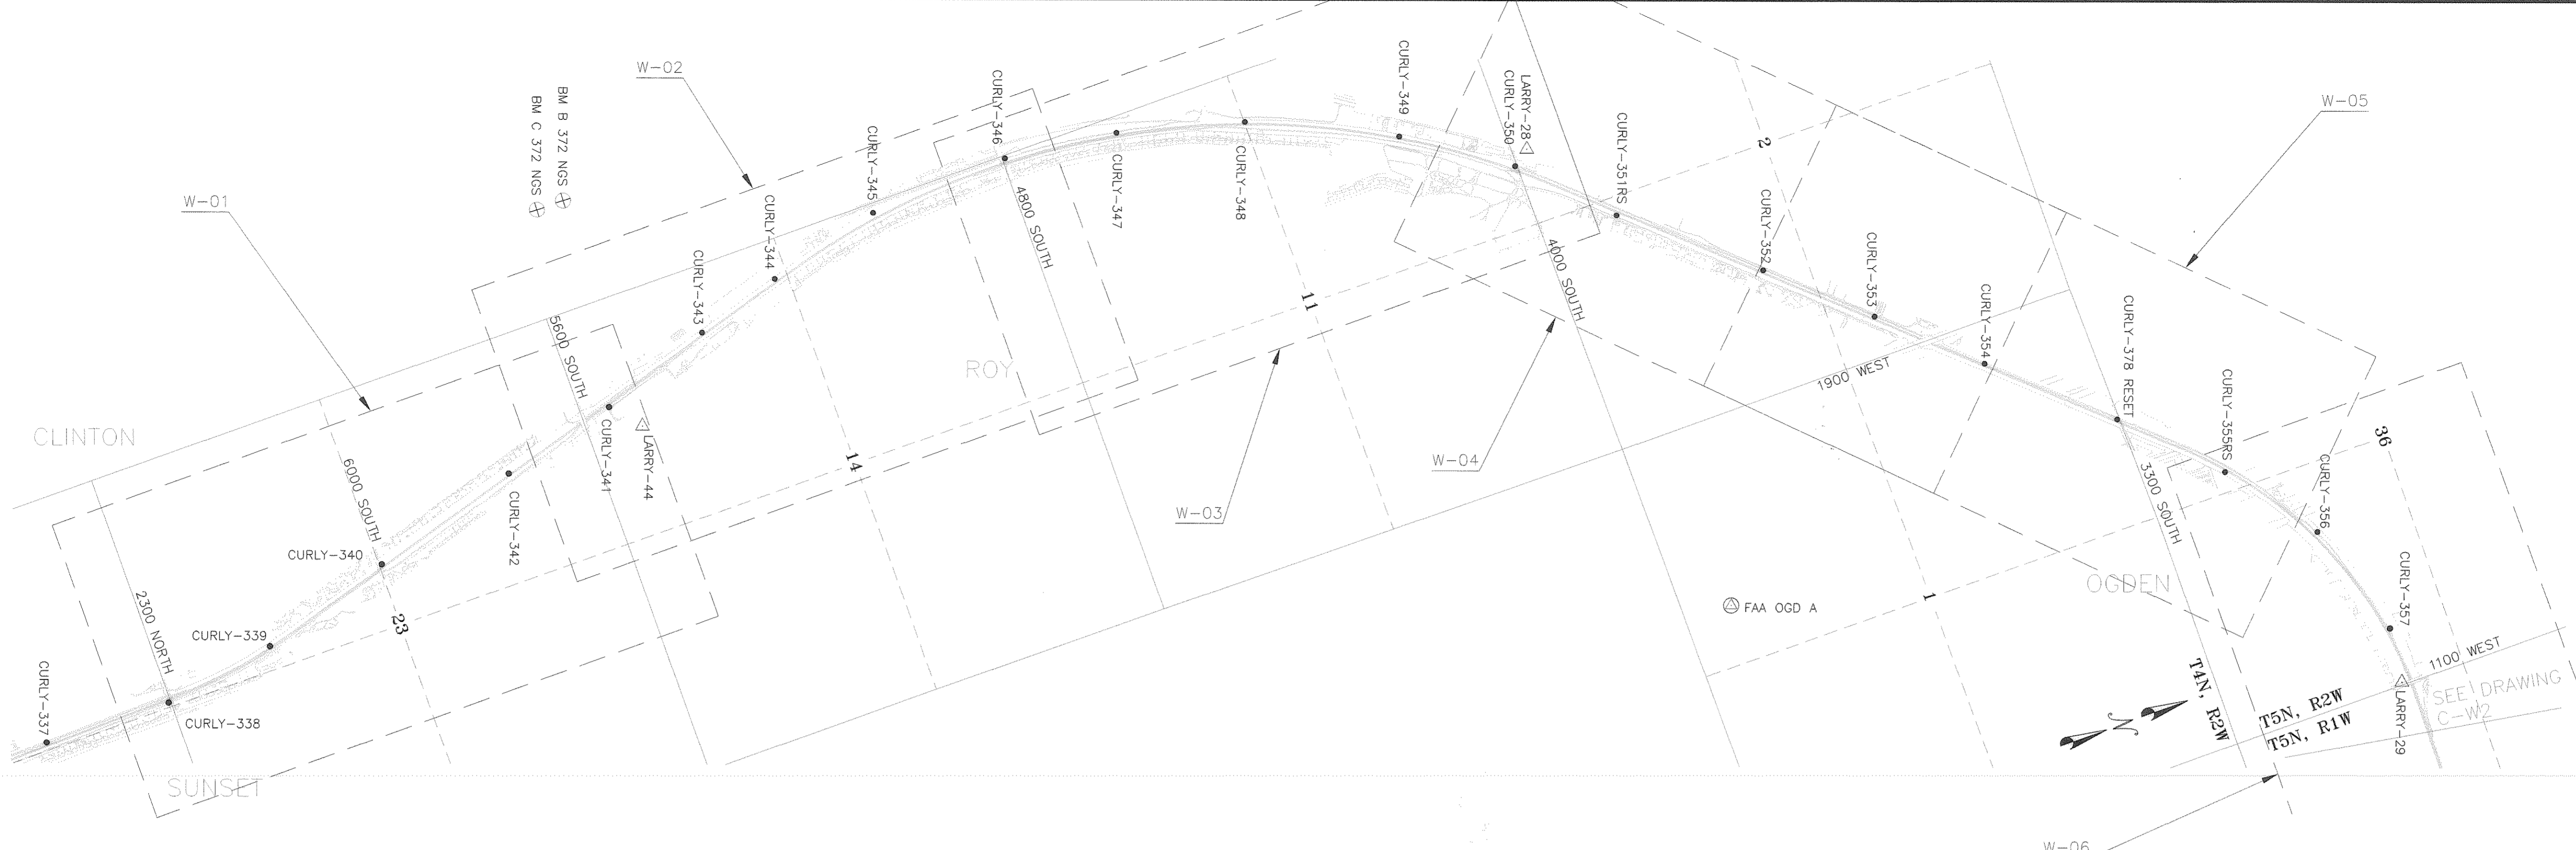 W-01
W-02
BM C 372 NGS
BM B 372 NGS
CURLY-346
CURLY-345
CURLY-344
CURLY-343
CURLY-347
CURLY-348
CURLY-349
LARRY-28
CURLY-350
CURLY-351RS
2
CURLY-352
CURLY-353
CURLY-354
W-05
CURLY-378 RESET
CURLY-355RS
CURLY-356
36
CURLY-357
4800 SOUTH
11
4000 SOUTH
5600 SOUTH
ROY
1900 WEST
CLINTON
6000 SOUTH
CURLY-341
LARRY-44
14
W-04
W-03
3300 SOUTH
CURLY-342
CURLY-340
23
2300 NORTH
CURLY-339
CURLY-338
CURLY-337
SUNSET
FAA OGD A
1
OGDEN
1100 WEST
SEE DRAWING
C-W2
LARRY-29
T4N, R2W
T5N, R2W
T5N, R1W
N
W-06